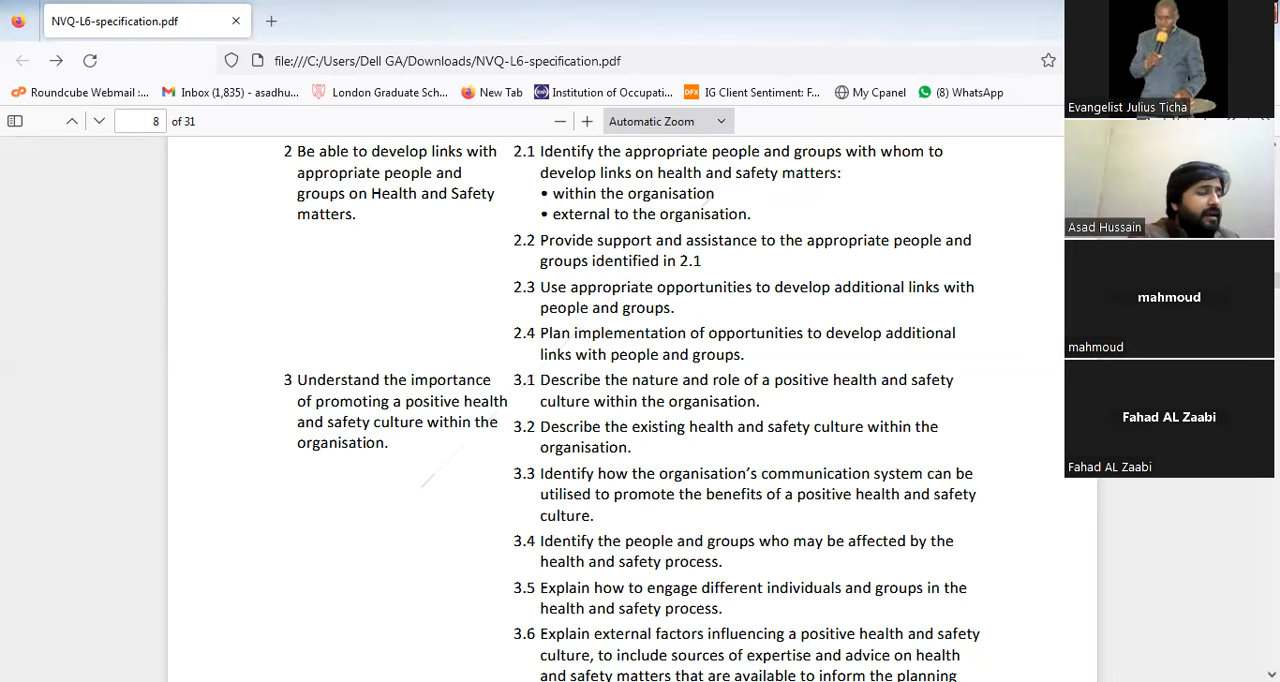 NVQ-L6-specification.pdf
file:///C:/Users/Dell GA/Downloads/NVQ-L6-specification.pdf
Roundcube Webmail :...
Inbox (1,835) - asadhu...
London Graduate Sch...
New Tab
Institution of Occupati...
IG Client Sentiment: F...
My Cpanel
(8) WhatsApp
8 of 31
Automatic Zoom
2 Be able to develop links with
appropriate people and
groups on Health and Safety
matters.
2.1 Identify the appropriate people and groups with whom to
develop links on health and safety matters:
• within the organisation
• external to the organisation.
2.2 Provide support and assistance to the appropriate people and
groups identified in 2.1
2.3 Use appropriate opportunities to develop additional links with
people and groups.
2.4 Plan implementation of opportunities to develop additional
links with people and groups.
3 Understand the importance
of promoting a positive health
and safety culture within the
organisation.
3.1 Describe the nature and role of a positive health and safety
culture within the organisation.
3.2 Describe the existing health and safety culture within the
organisation.
3.3 Identify how the organisation's communication system can be
utilised to promote the benefits of a positive health and safety
culture.
3.4 Identify the people and groups who may be affected by the
health and safety process.
3.5 Explain how to engage different individuals and groups in the
health and safety process.
3.6 Explain external factors influencing a positive health and safety
culture, to include sources of expertise and advice on health
and safety matters that are available to inform the planning
Evangelist Julius Ticha
Asad Hussain
mahmoud
mahmoud
Fahad AL Zaabi
Fahad AL Zaabi